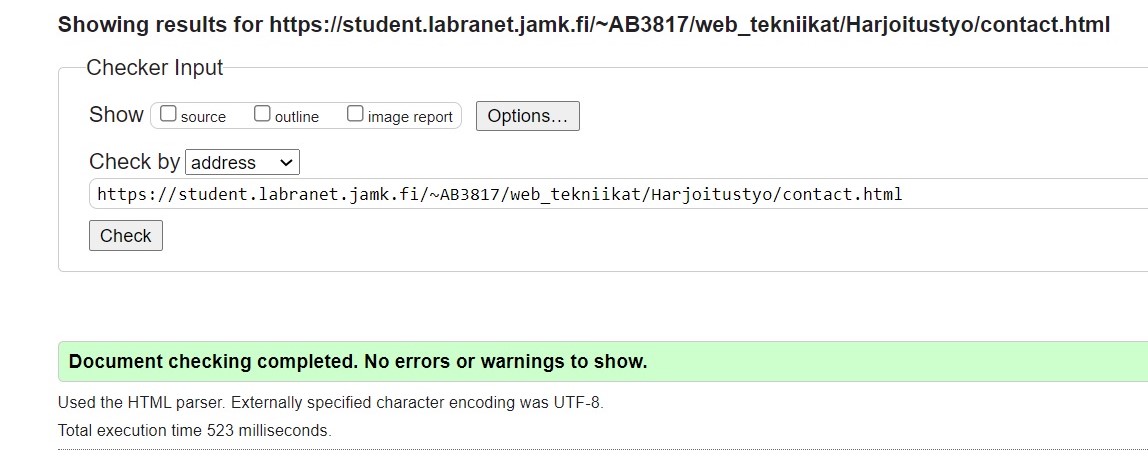 Showing results for https://student.labranet.jamk.fi/~AB3817/web_tekniikat/Harjoitustyo/contact.html
Checker Input
Show source outline image report Options...
Check by address
https://student.labranet.jamk.fi/~AB3817/web_tekniikat/Harjoitustyo/contact.html
Check
Document checking completed. No errors or warnings to show.
Used the HTML parser. Externally specified character encoding was UTF-8.
Total execution time 523 milliseconds.